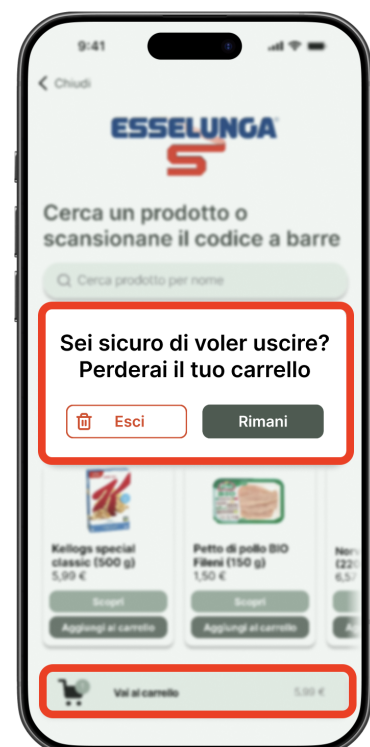 9:41
Chiudi
ESSELUNGA
Cerca un prodotto o
scansionane il codice a barre
Cerca prodotto per nome
Sei sicuro di voler uscire?
Perderai il tuo carrello
Esci
Rimani
Kellogs special
classic (500 g)
5,99 €
Scopri
Aggiungi al carrello
Petto di pollo BIO
Fileni (150 g)
1,50 €
Scopri
Aggiungi al carrello
Vai al carrello
5,99 €